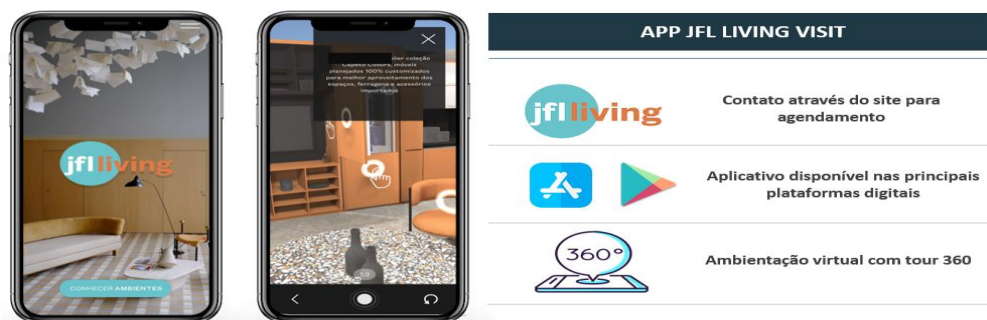 jfl living
CONHECER AMBIENTES
coleção
móveis
planejados 100% customizados
para melhor aproveitamento dos
espaços, ferragens e acessórios
importados
APP JFL LIVING VISIT
jfl living
Contato através do site para
agendamento
Aplicativo disponível nas principais
plataformas digitais
360°
Ambientação virtual com tour 360